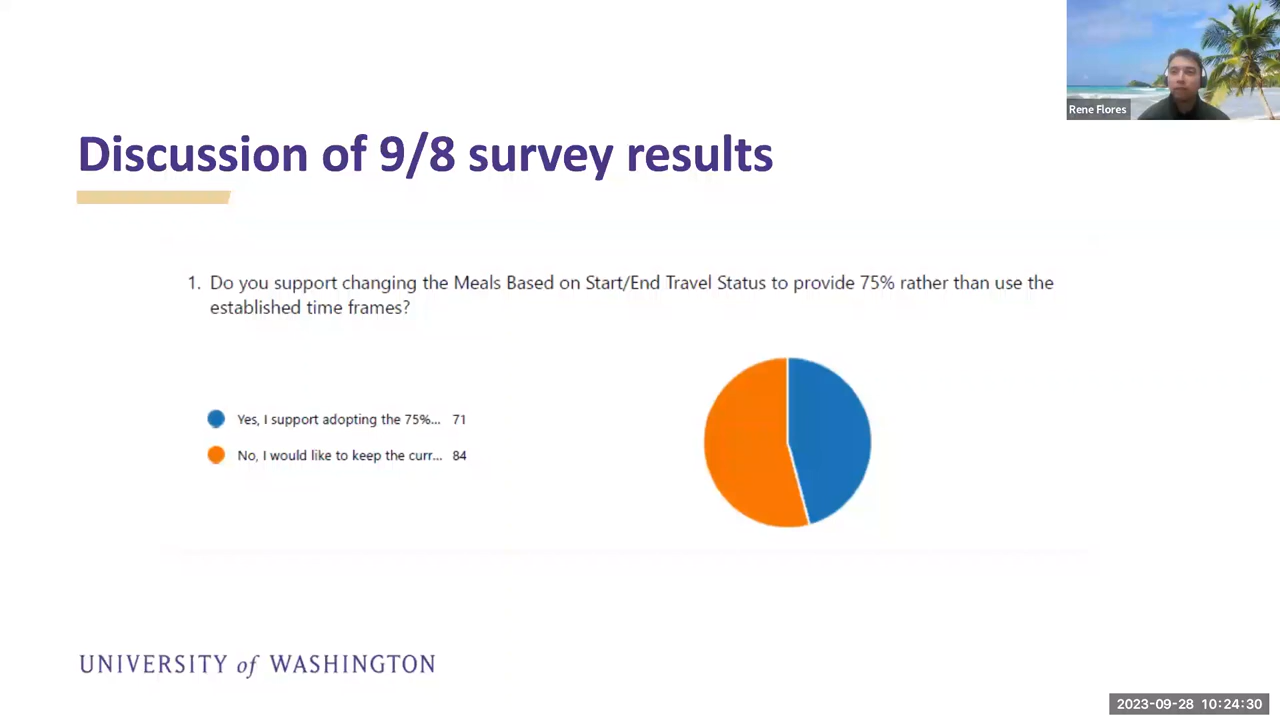 Rene Flores
Discussion of 9/8 survey results
1. Do you support changing the Meals Based on Start/End Travel Status to provide 75% rather than use the
established time frames?
Yes, I support adopting the 75%... 71
No, I would like to keep the curr... 84
UNIVERSITY of WASHINGTON
2023-09-28 10:24:30